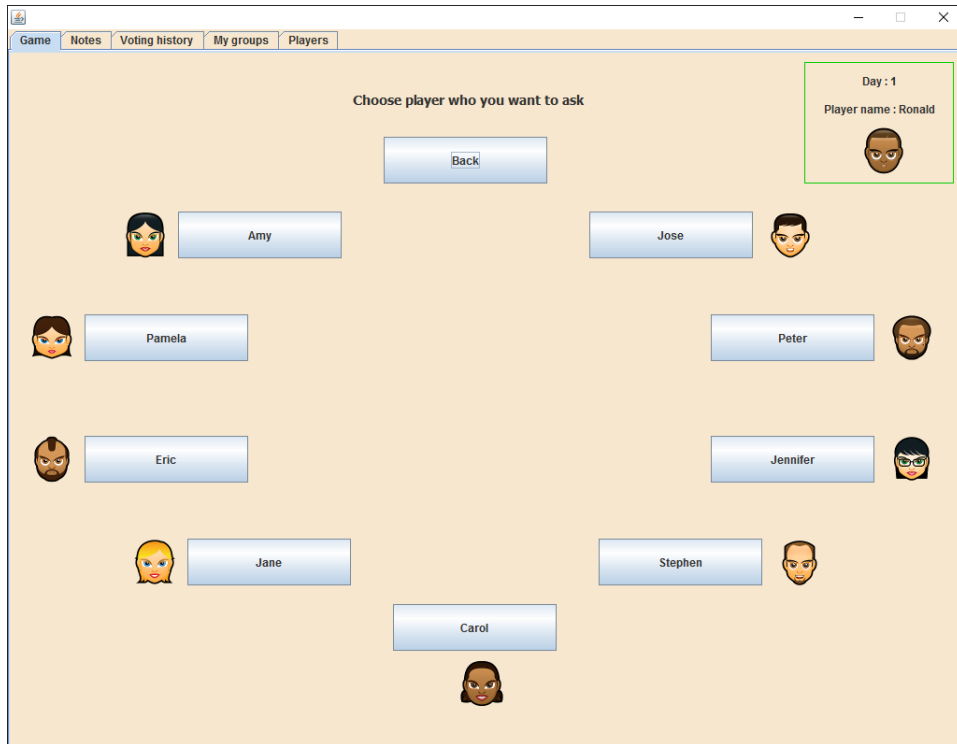 Game Notes Voting history My groups Players
Day : 1
Choose player who you want to ask
Player name : Ronald
Back
Amy
Jose
Pamela
Peter
Eric
Jennifer
Jane
Stephen
Carol